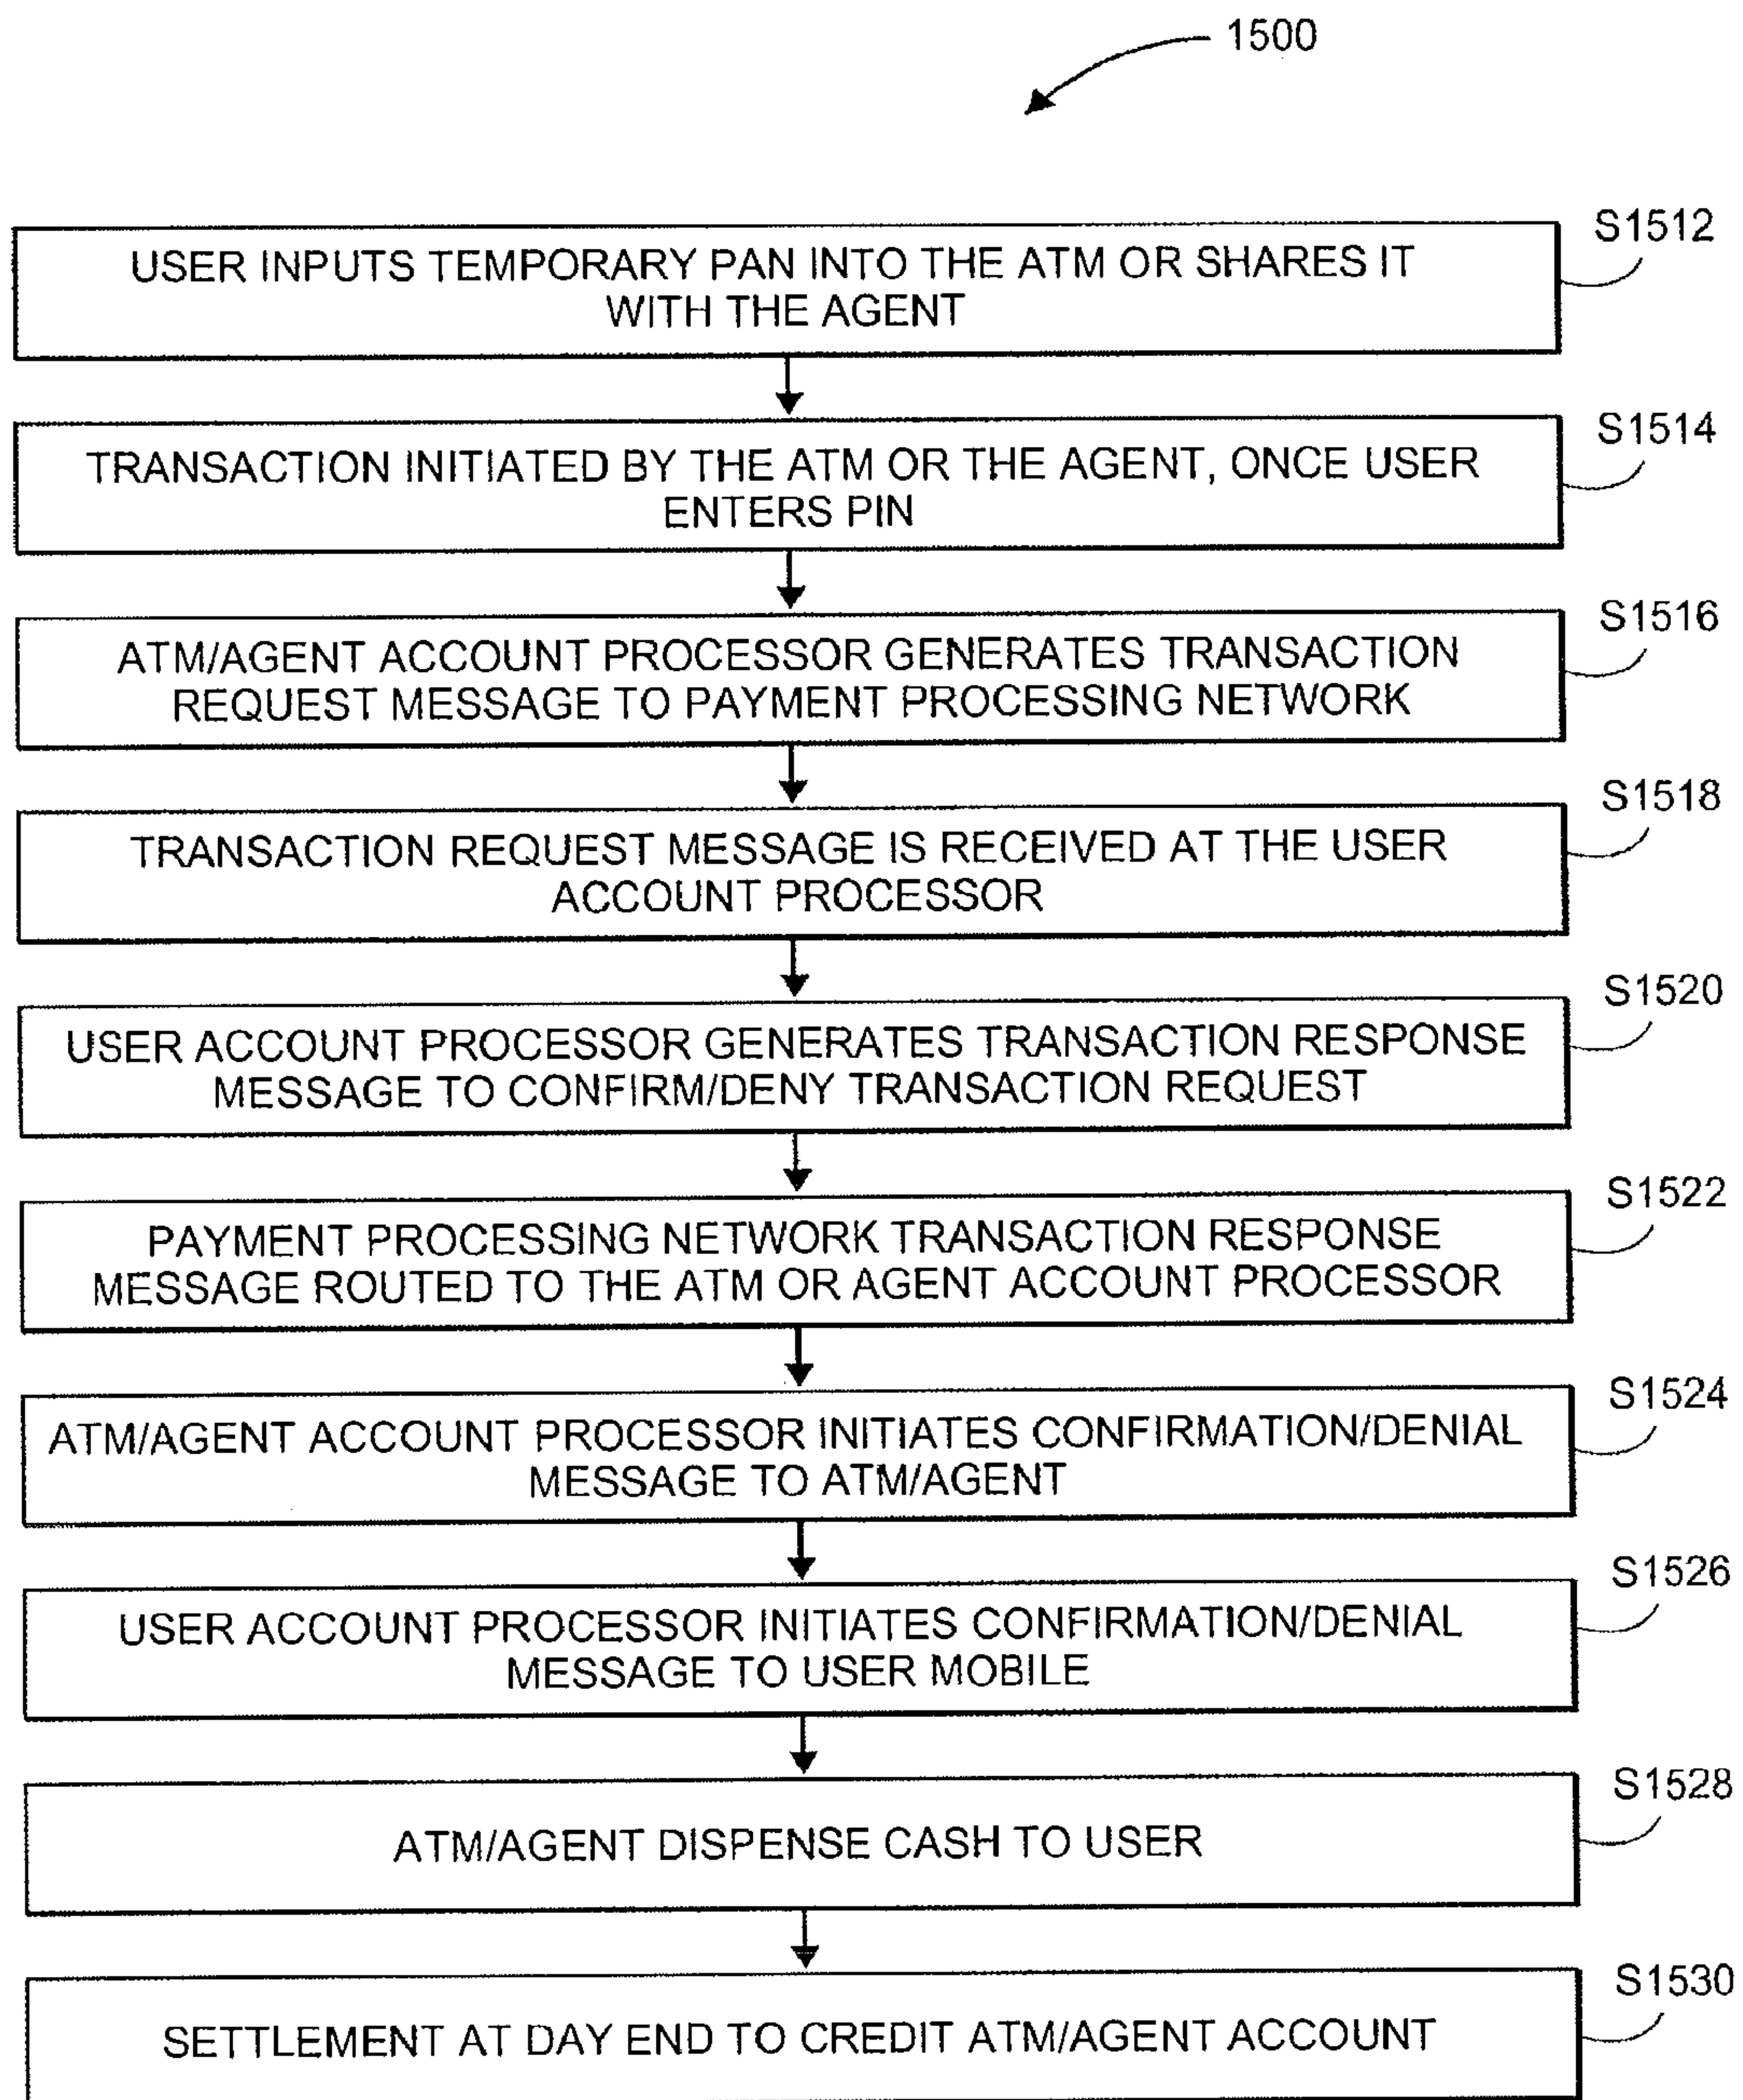 1500
S1512
USER INPUTS TEMPORARY PAN INTO THE ATM OR SHARES IT
WITH THE AGENT
S1514
TRANSACTION INITIATED BY THE ATM OR THE AGENT, ONCE USER
ENTERS PIN
S1516
ATM/AGENT ACCOUNT PROCESSOR GENERATES TRANSACTION
REQUEST MESSAGE TO PAYMENT PROCESSING NETWORK
S1518
TRANSACTION REQUEST MESSAGE IS RECEIVED AT THE USER
ACCOUNT PROCESSOR
S1520
USER ACCOUNT PROCESSOR GENERATES TRANSACTION RESPONSE
MESSAGE TO CONFIRM/DENY TRANSACTION REQUEST
S1522
PAYMENT PROCESSING NETWORK TRANSACTION RESPONSE
MESSAGE ROUTED TO THE ATM OR AGENT ACCOUNT PROCESSOR
S1524
ATM/AGENT ACCOUNT PROCESSOR INITIATES CONFIRMATION/DENIAL
MESSAGE TO ATM/AGENT
S1526
USER ACCOUNT PROCESSOR INITIATES CONFIRMATION/DENIAL
MESSAGE TO USER MOBILE
S1528
ATM/AGENT DISPENSE CASH TO USER
S1530
SETTLEMENT AT DAY END TO CREDIT ATM/AGENT ACCOUNT